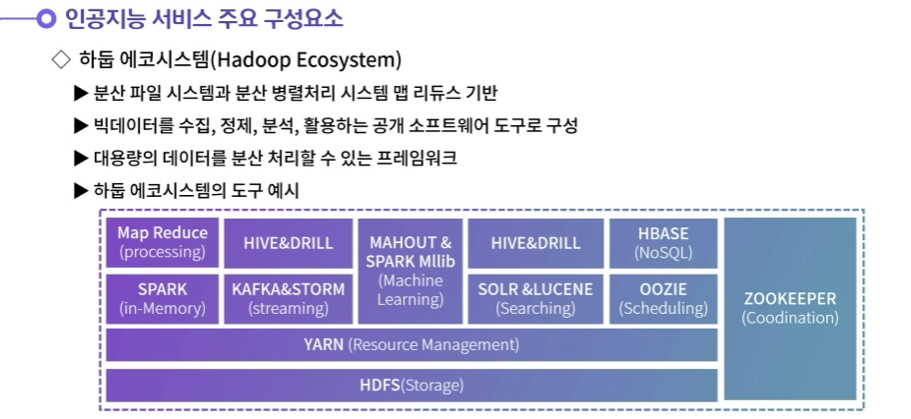 인공지능 서비스 주요 구성요소
◇ 하둡 에코시스템(Hadoop Ecosystem)
▶ 분산 파일 시스템과 분산 병렬처리 시스템 맵 리듀스 기반
▶ 빅데이터를 수집, 정제, 분석, 활용하는 공개 소프트웨어 도구로 구성
▶ 대용량의 데이터를 분산 처리할 수 있는 프레임워크
▶ 하둡 에코시스템의 도구 예시
Map Reduce
(processing)
HIVE&DRILL
MAHOUT &
SPARK Mllib
(Machine
Learning)
HIVE&DRILL
HBASE
(NoSQL)
SPARK
(in-Memory)
KAFKA&STORM
(streaming)
SOLR &LUCENE
(Searching)
OOZIE
(Scheduling)
ZOOKEEPER
(Coodination)
YARN (Resource Management)
HDFS(Storage)